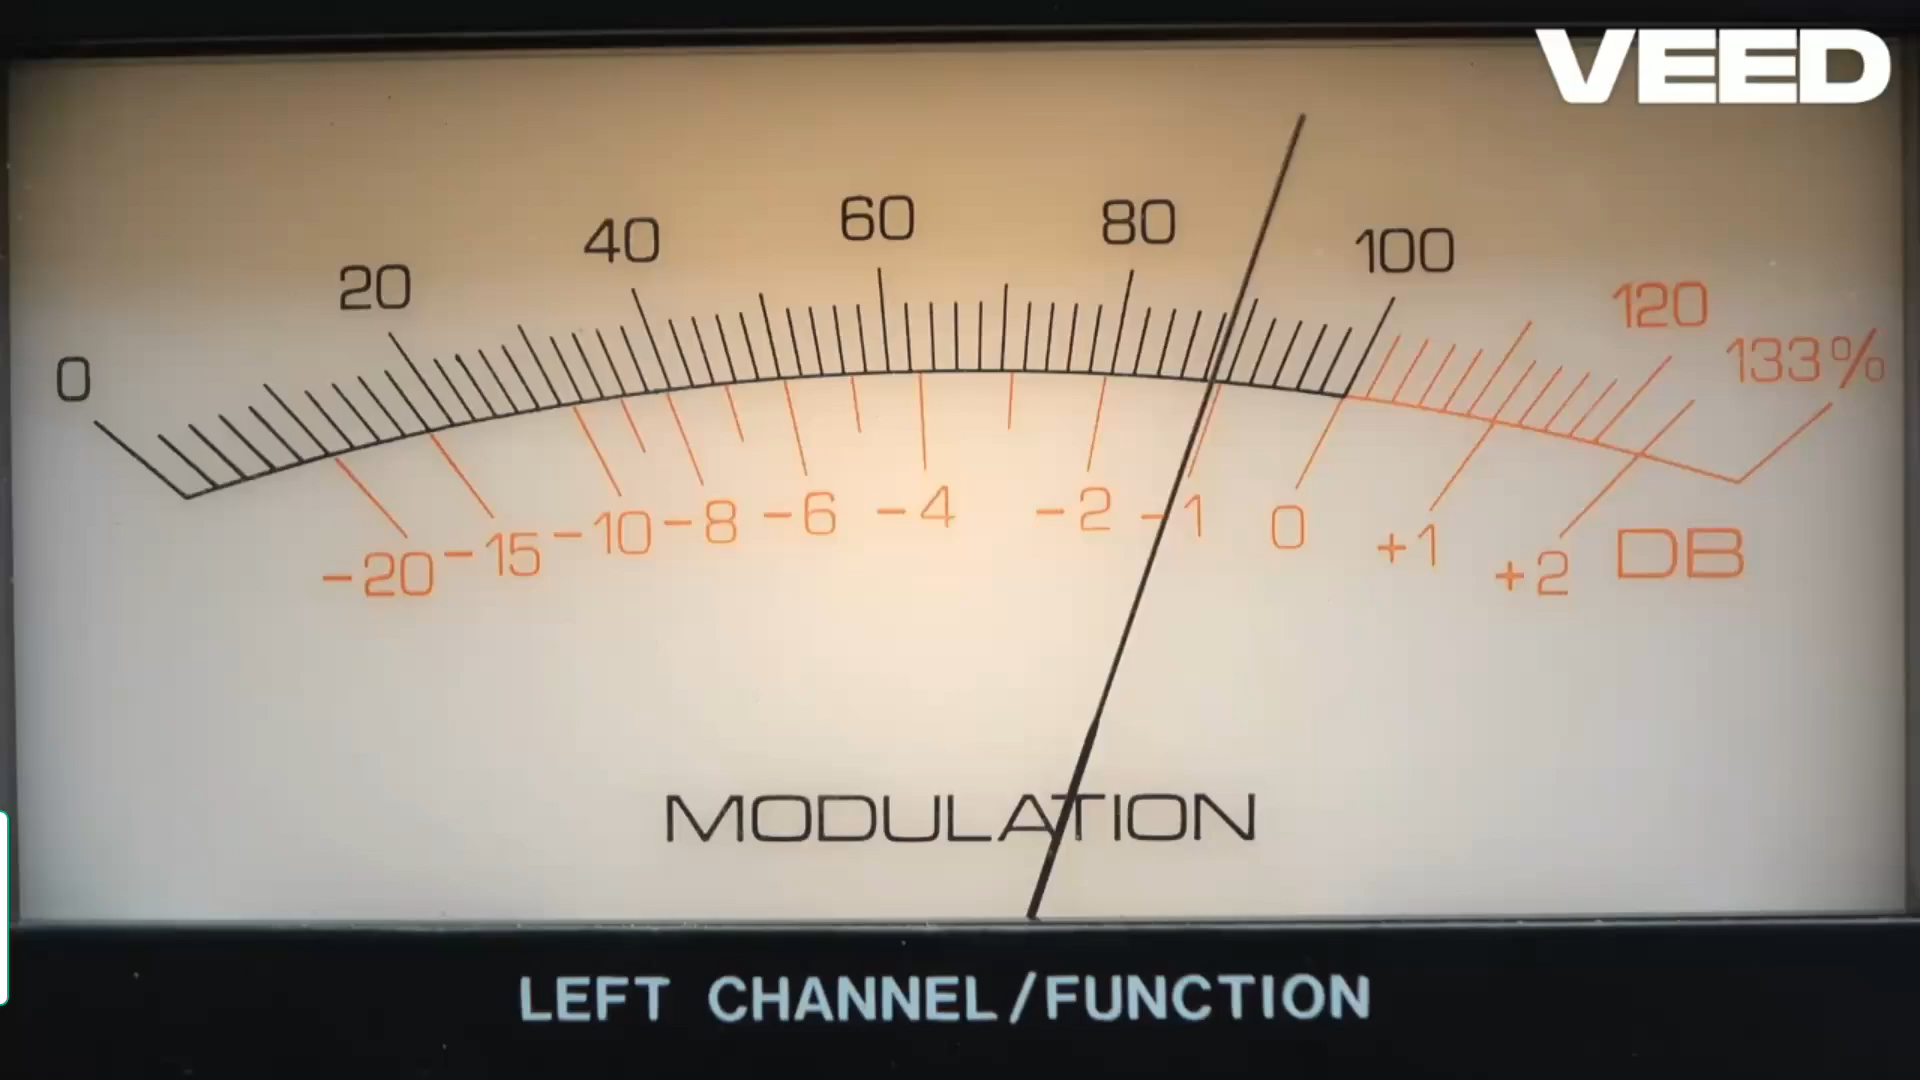 VEED
0 20 40 60 80 100 120 133%
-20 -15 -10 -8 -6 -4 -2 -1 0 +1 +2 DB
MODULATION
LEFT CHANNEL/FUNCTION